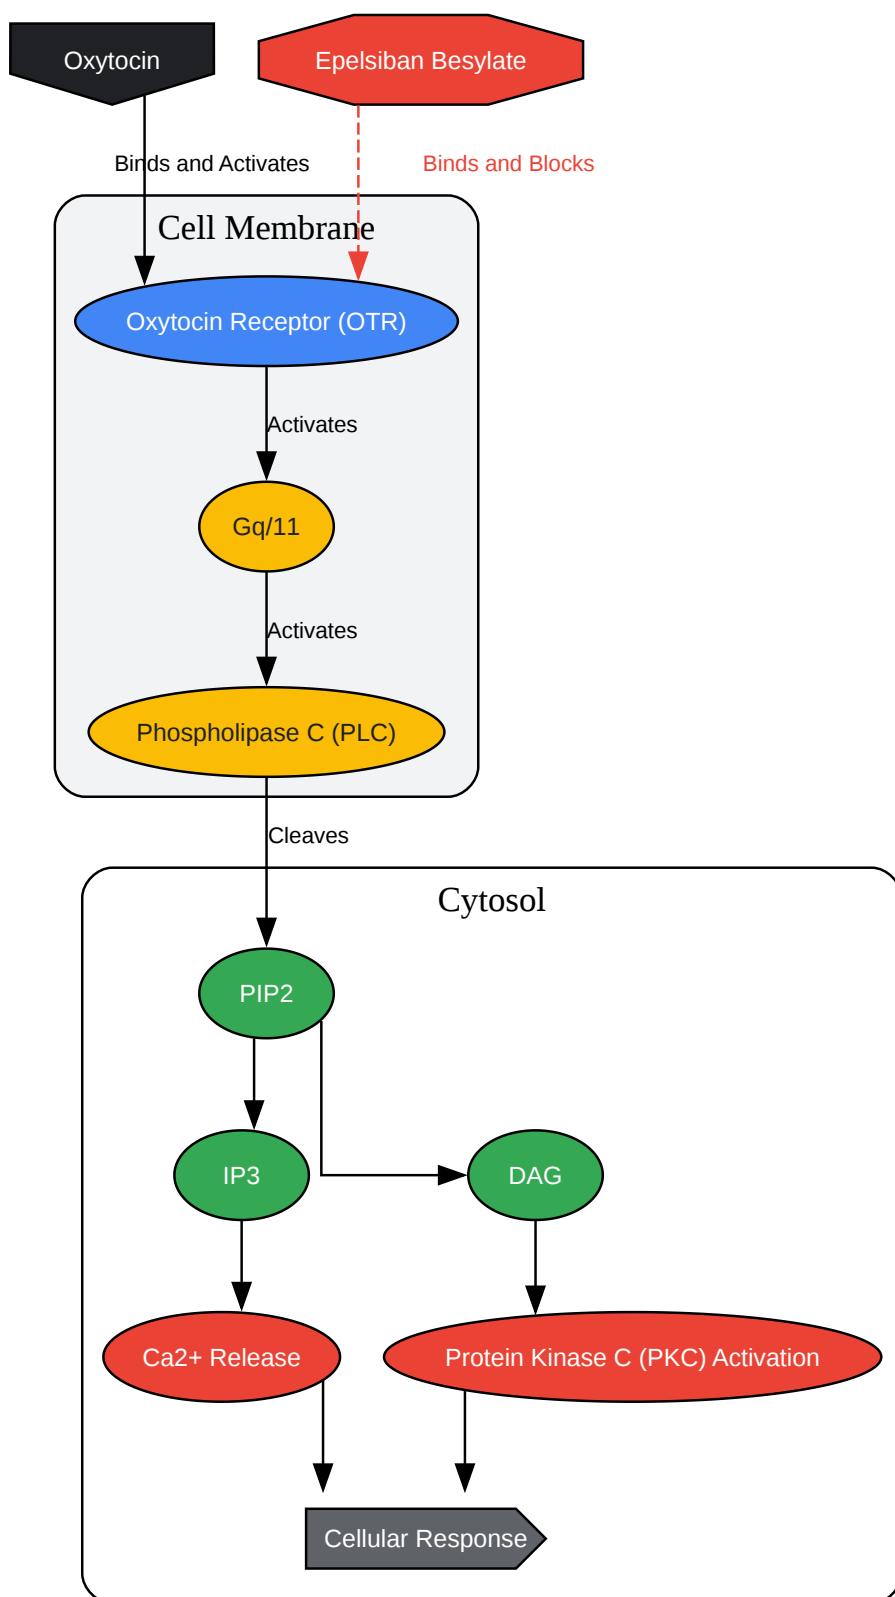 Oxytocin
Epelsiban Besylate
Binds and Activates
Binds and Blocks
Cell Membrane
Oxytocin Receptor (OTR)
Activates
Gq/11
Activates
Phospholipase C (PLC)
Cleaves
Cytosol
PIP2
IP3
DAG
Ca2+ Release
Protein Kinase C (PKC) Activation
Cellular Response